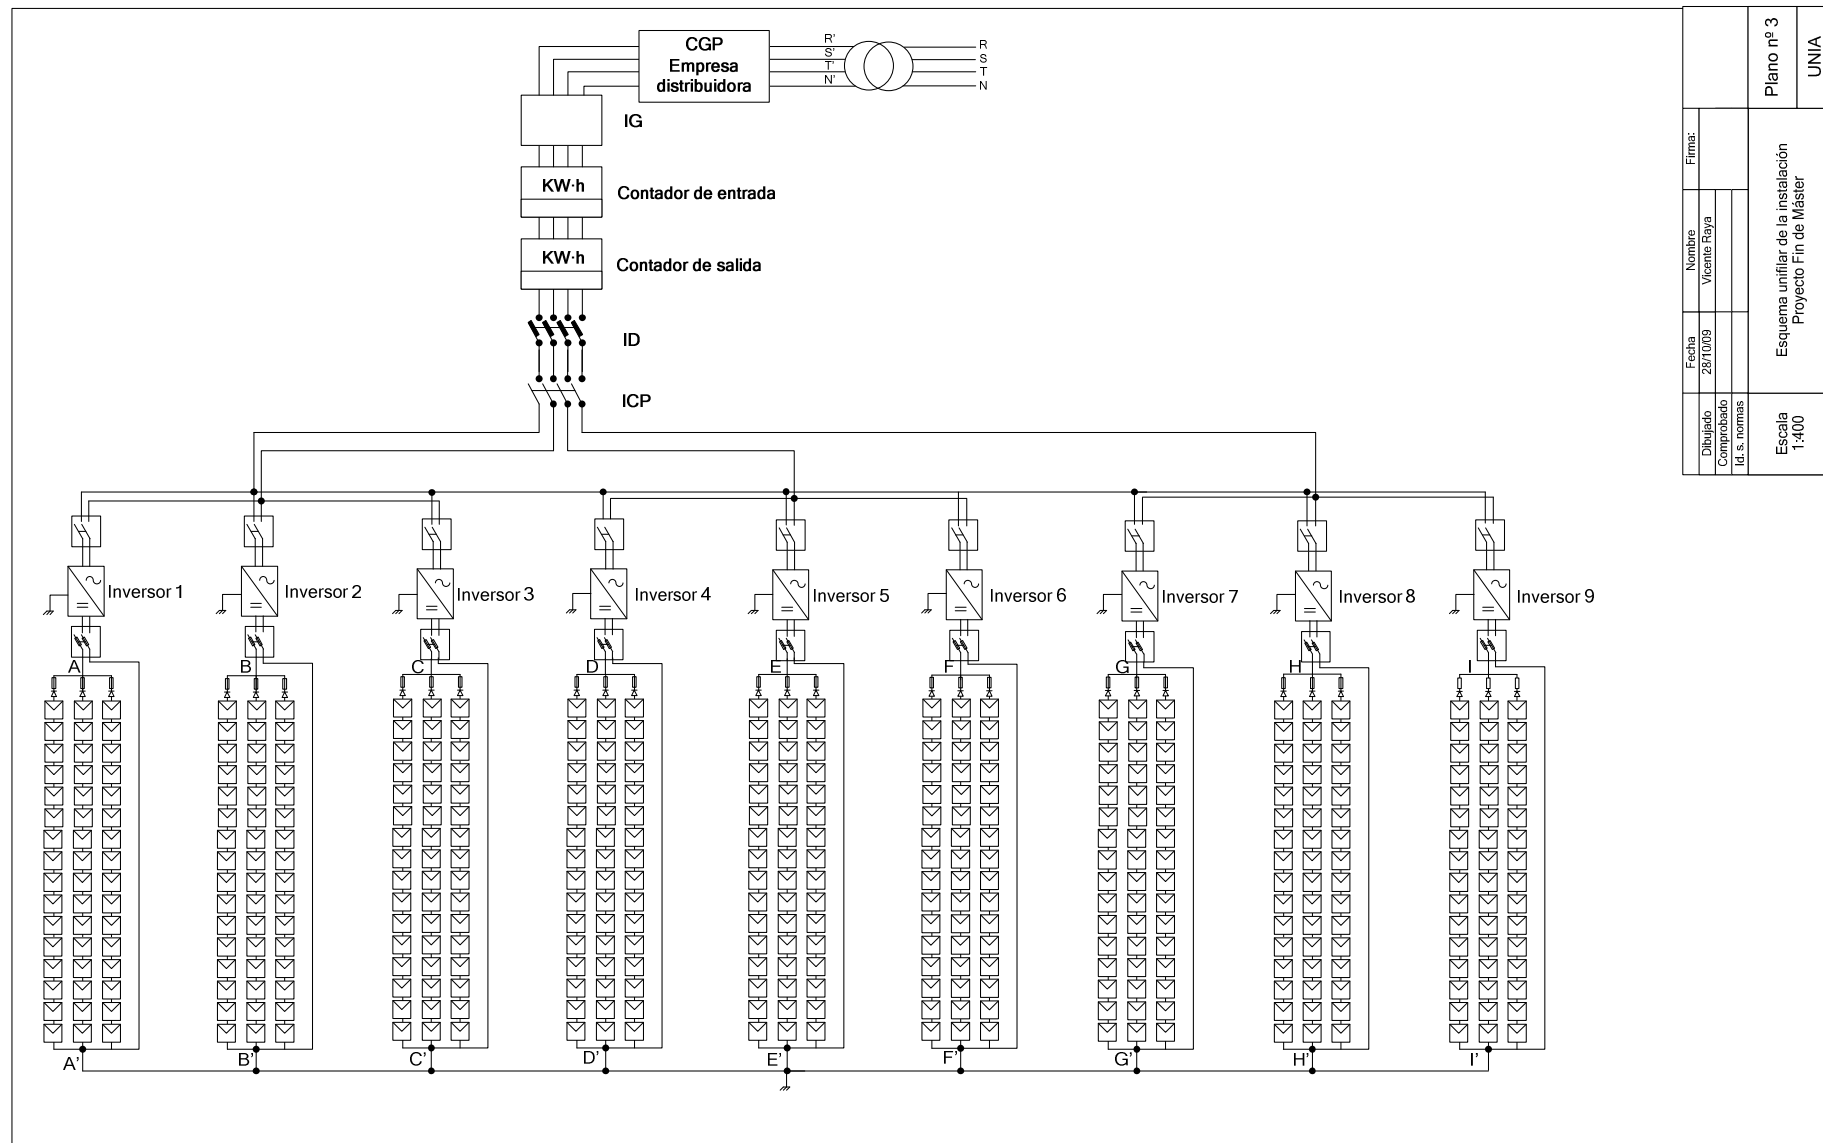 CGP
Empresa
distribuidora
R'
S'
T'
N'
R
S
T
N
IG
KW·h
Contador de entrada
KW·h
Contador de salida
ID
ICP
Inversor 1
Inversor 2
Inversor 3
Inversor 4
Inversor 5
Inversor 6
Inversor 7
Inversor 8
Inversor 9
A
B
C
D
E
F
G
H
I
A'
B'
C'
D'
E'
F'
G'
H'
I'
Fecha
Nombre
Firma:
Dibujado
28/10/09
Vicente Raya
Comprobado
Id. s. normas
Escala
1:400
Esquema unifilar de la instalación
Proyecto Fin de Máster
Plano nº 3
UNIA